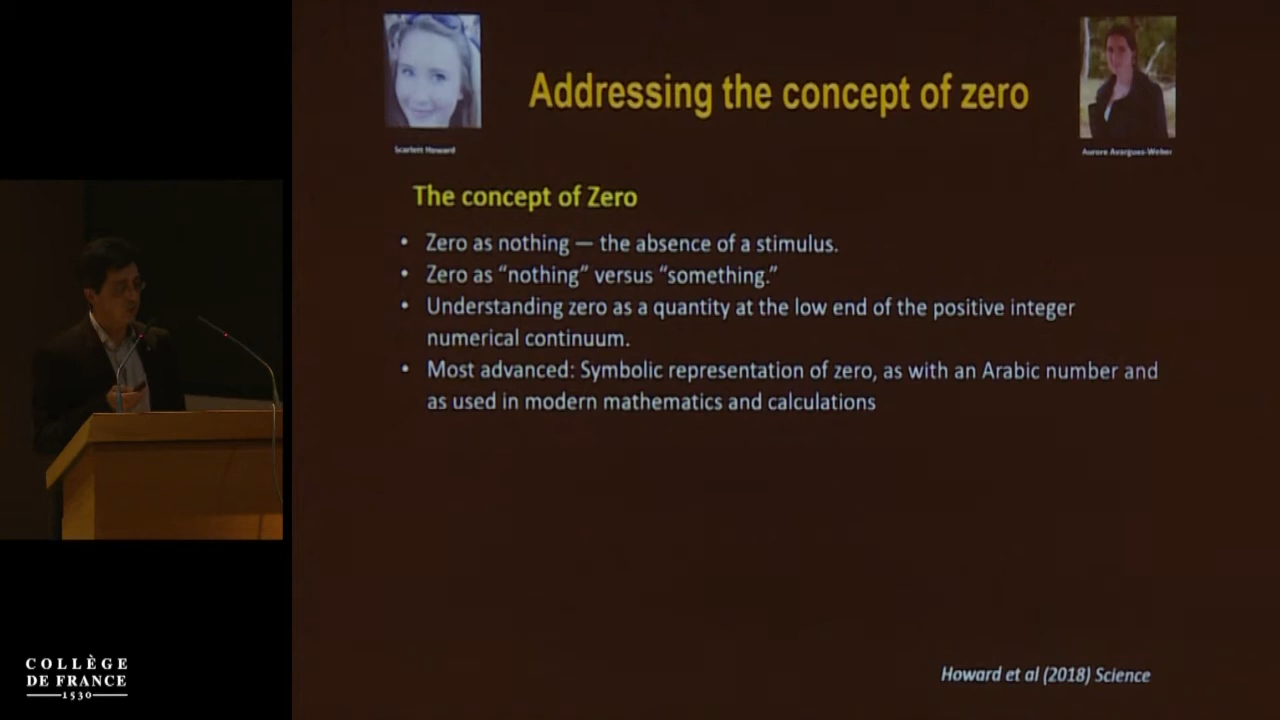 Addressing the concept of zero
Scarlett Howard
Aurore Avargues-Weber
The concept of Zero
• Zero as nothing — the absence of a stimulus.
• Zero as “nothing” versus “something.”
• Understanding zero as a quantity at the low end of the positive integer
numerical continuum.
• Most advanced: Symbolic representation of zero, as with an Arabic number and
as used in modern mathematics and calculations
Howard et al (2018) Science
COLLÈGE
DE FRANCE
1530